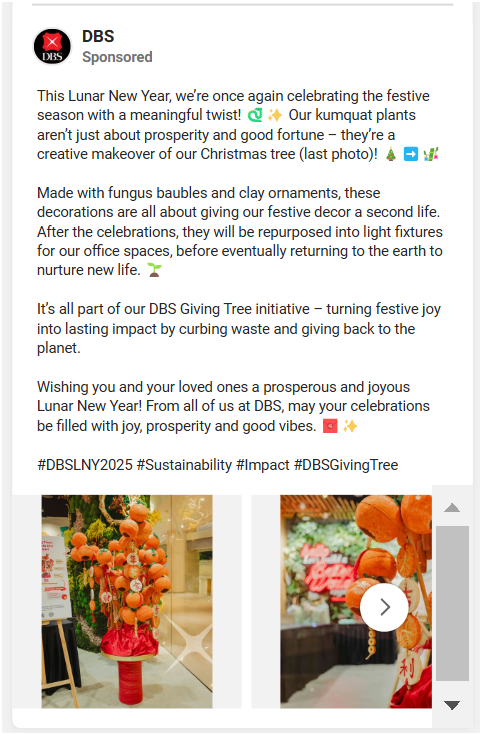 DBS
DBS
Sponsored
This Lunar New Year, we’re once again celebrating the festive
season with a meaningful twist! 🐉 ✨ Our kumquat plants
aren’t just about prosperity and good fortune – they’re a
creative makeover of our Christmas tree (last photo)! 🎄 ➡️ 🎋
Made with fungus baubles and clay ornaments, these
decorations are all about giving our festive decor a second life.
After the celebrations, they will be repurposed into light fixtures
for our office spaces, before eventually returning to the earth to
nurture new life. 🌱
It’s all part of our DBS Giving Tree initiative – turning festive joy
into lasting impact by curbing waste and giving back to the
planet.
Wishing you and your loved ones a prosperous and joyous
Lunar New Year! From all of us at DBS, may your celebrations
be filled with joy, prosperity and good vibes. 🧧 ✨
#DBSLNY2025 #Sustainability #Impact #DBSGivingTree
利